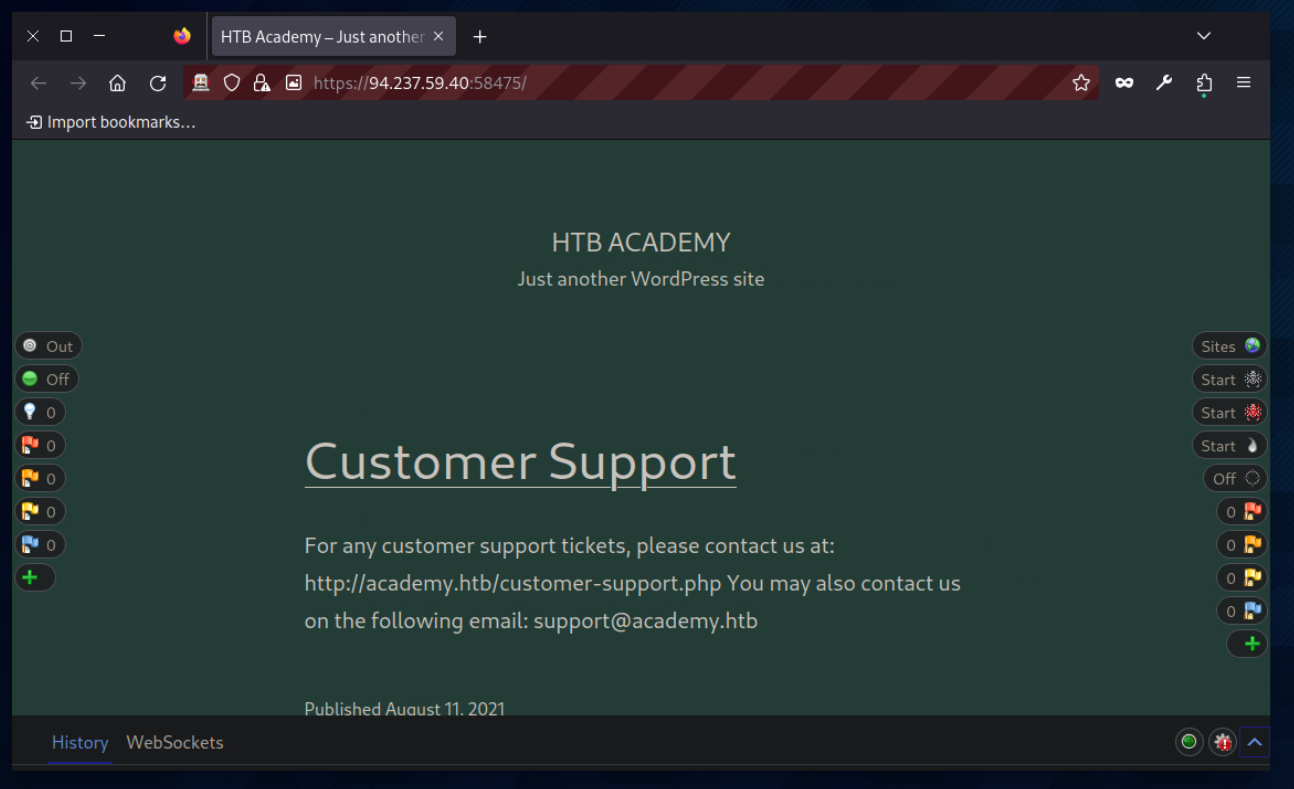 HTB Academy – Just another
https://94.237.59.40:58475/
Import bookmarks...
HTB ACADEMY
Just another WordPress site
Out
Off
0
0
0
0
0
Sites
Start
Start
Start
Off
0
0
0
0
Customer Support
For any customer support tickets, please contact us at:
http://academy.htb/customer-support.php You may also contact us
on the following email: support@academy.htb
Published August 11, 2021
History WebSockets